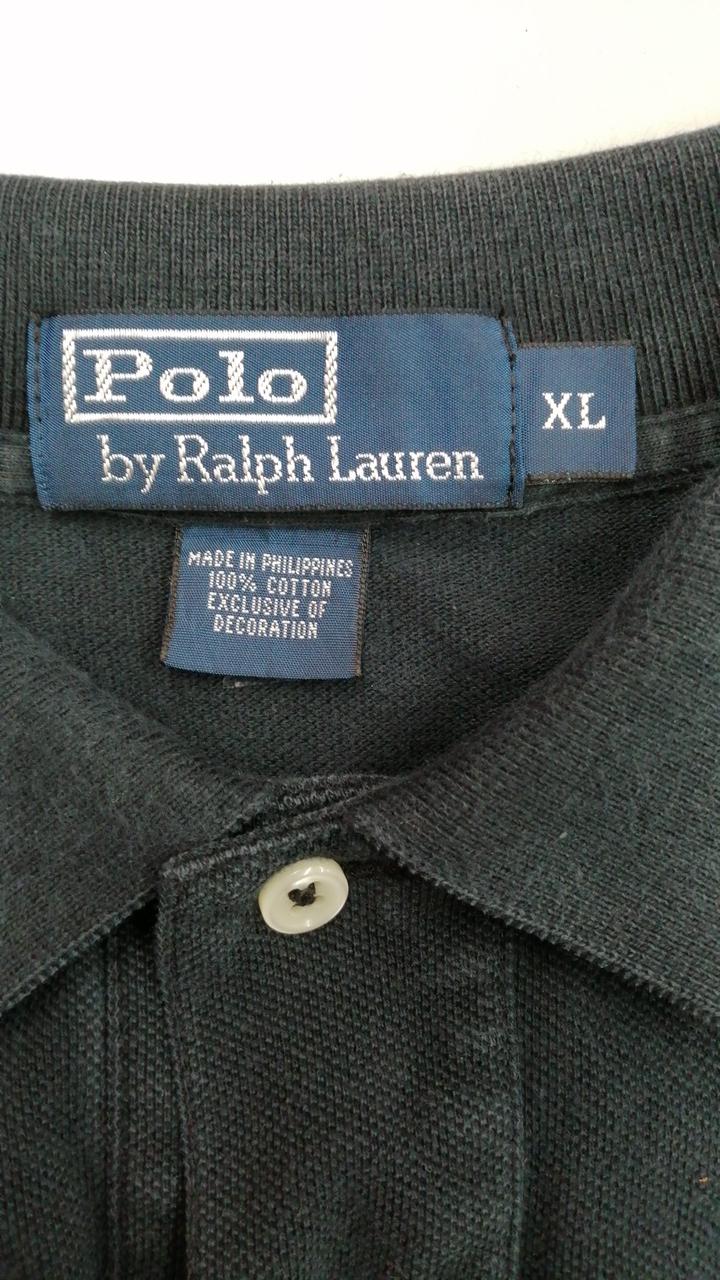 Polo
by Ralph Lauren
XL
MADE IN PHILIPPINES
100% COTTON
EXCLUSIVE OF
DECORATION